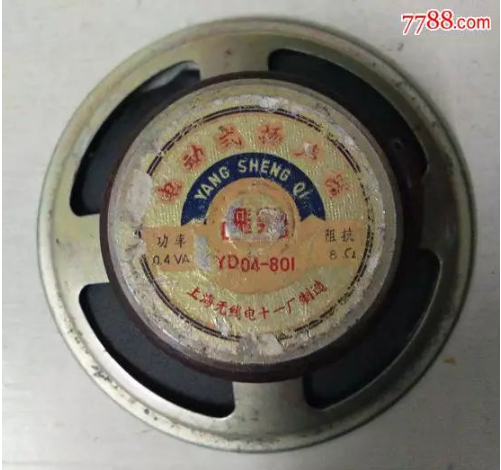 7788.com
电动式扬声器
YANG SHENG QI
功率
0.4 VA
阻抗
8 Ω
YD04-801
上海无线电十一厂制造